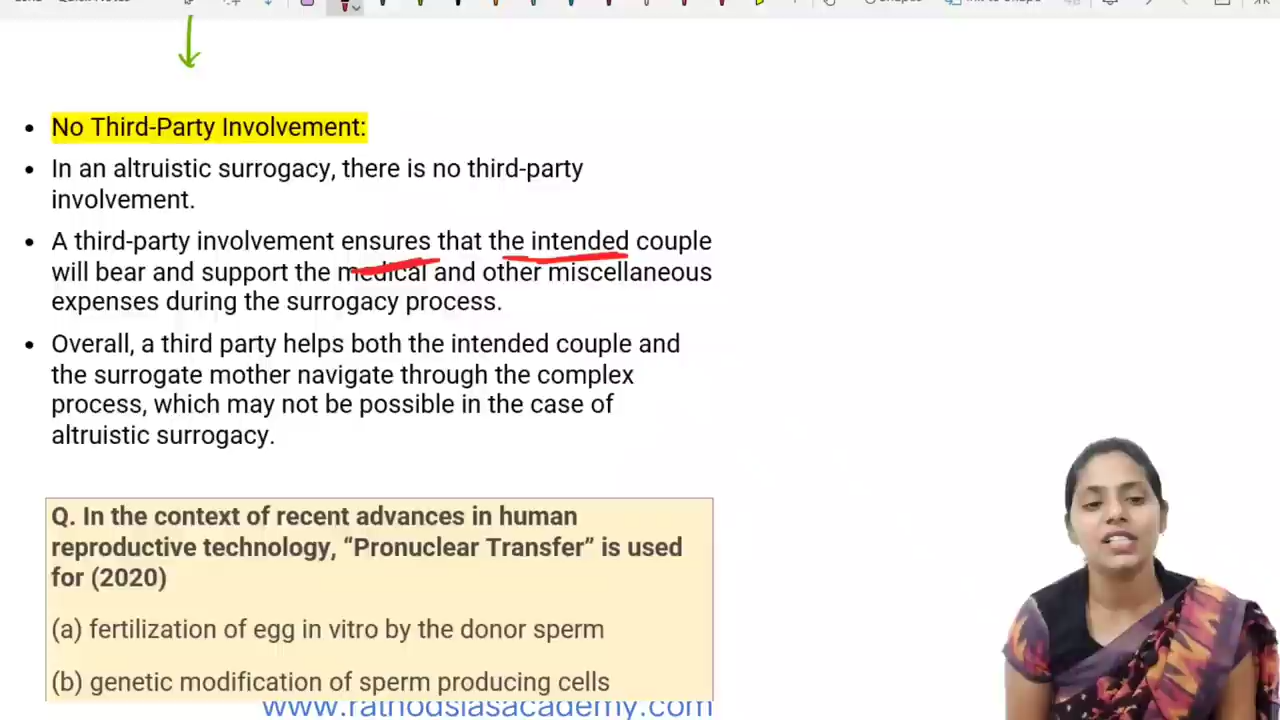 No Third-Party Involvement:
In an altruistic surrogacy, there is no third-party
involvement.
A third-party involvement ensures that the intended couple
will bear and support the medical and other miscellaneous
expenses during the surrogacy process.
Overall, a third party helps both the intended couple and
the surrogate mother navigate through the complex
process, which may not be possible in the case of
altruistic surrogacy.
Q. In the context of recent advances in human
reproductive technology, “Pronuclear Transfer” is used
for (2020)
(a) fertilization of egg in vitro by the donor sperm
(b) genetic modification of sperm producing cells
www.rathodsiasacademy.com